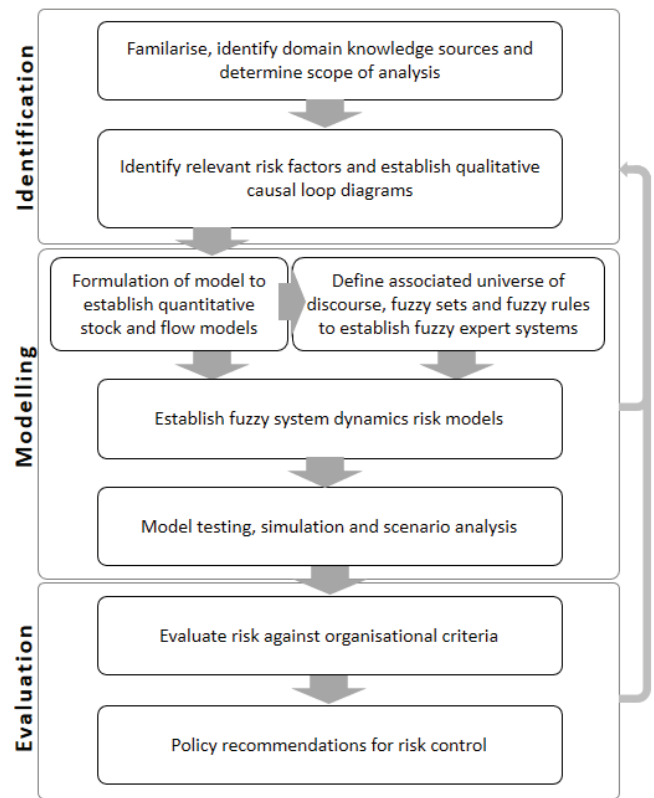 Identification
Familarise, identify domain knowledge sources and
determine scope of analysis
Identify relevant risk factors and establish qualitative
causal loop diagrams
Modelling
Formulation of model to
establish quantitative
stock and flow models
Define associated universe of
discourse, fuzzy sets and fuzzy rules
to establish fuzzy expert systems
Establish fuzzy system dynamics risk models
Model testing, simulation and scenario analysis
Evaluation
Evaluate risk against organisational criteria
Policy recommendations for risk control